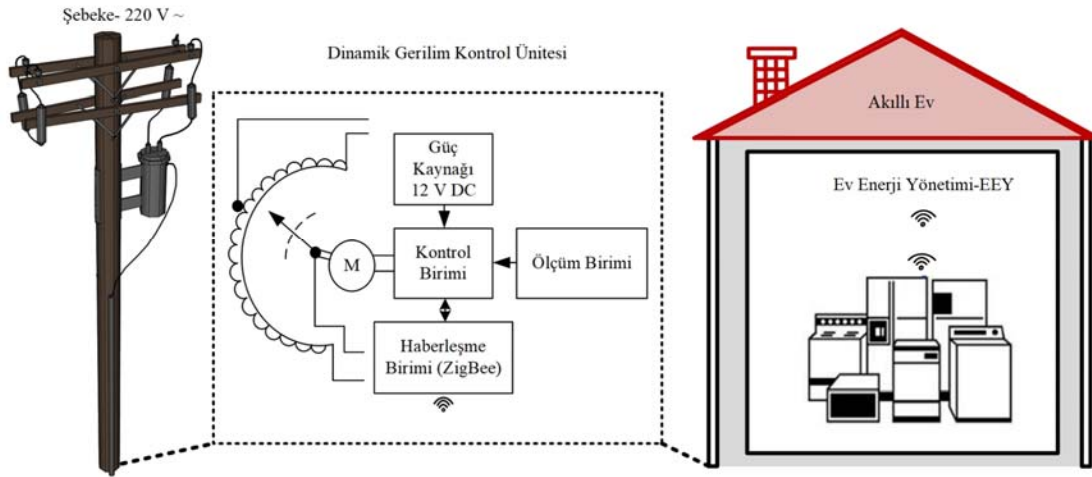 Şebeke- 220 V ~
Dinamik Gerilim Kontrol Ünitesi
Güç
Kaynağı
12 V DC
M
Kontrol
Birimi
Ölçüm Birimi
Haberleşme
Birimi (ZigBee)
Akıllı Ev
Ev Enerji Yönetimi-EEY